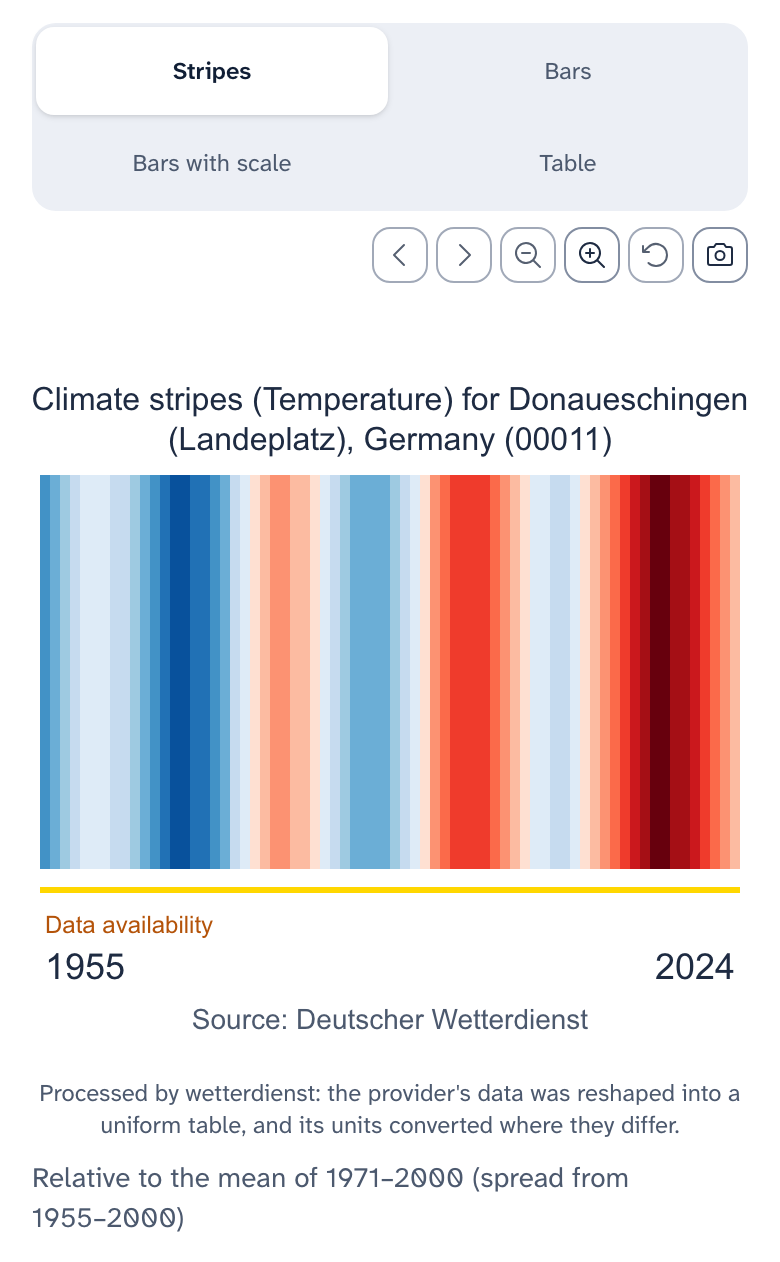 Stripes
Bars
Bars with scale
Table
Climate stripes (Temperature) for Donaueschingen
(Landeplatz), Germany (00011)
Data availability
1955
2024
Source: Deutscher Wetterdienst
Processed by wetterdienst: the provider's data was reshaped into a
uniform table, and its units converted where they differ.
Relative to the mean of 1971–2000 (spread from
1955–2000)